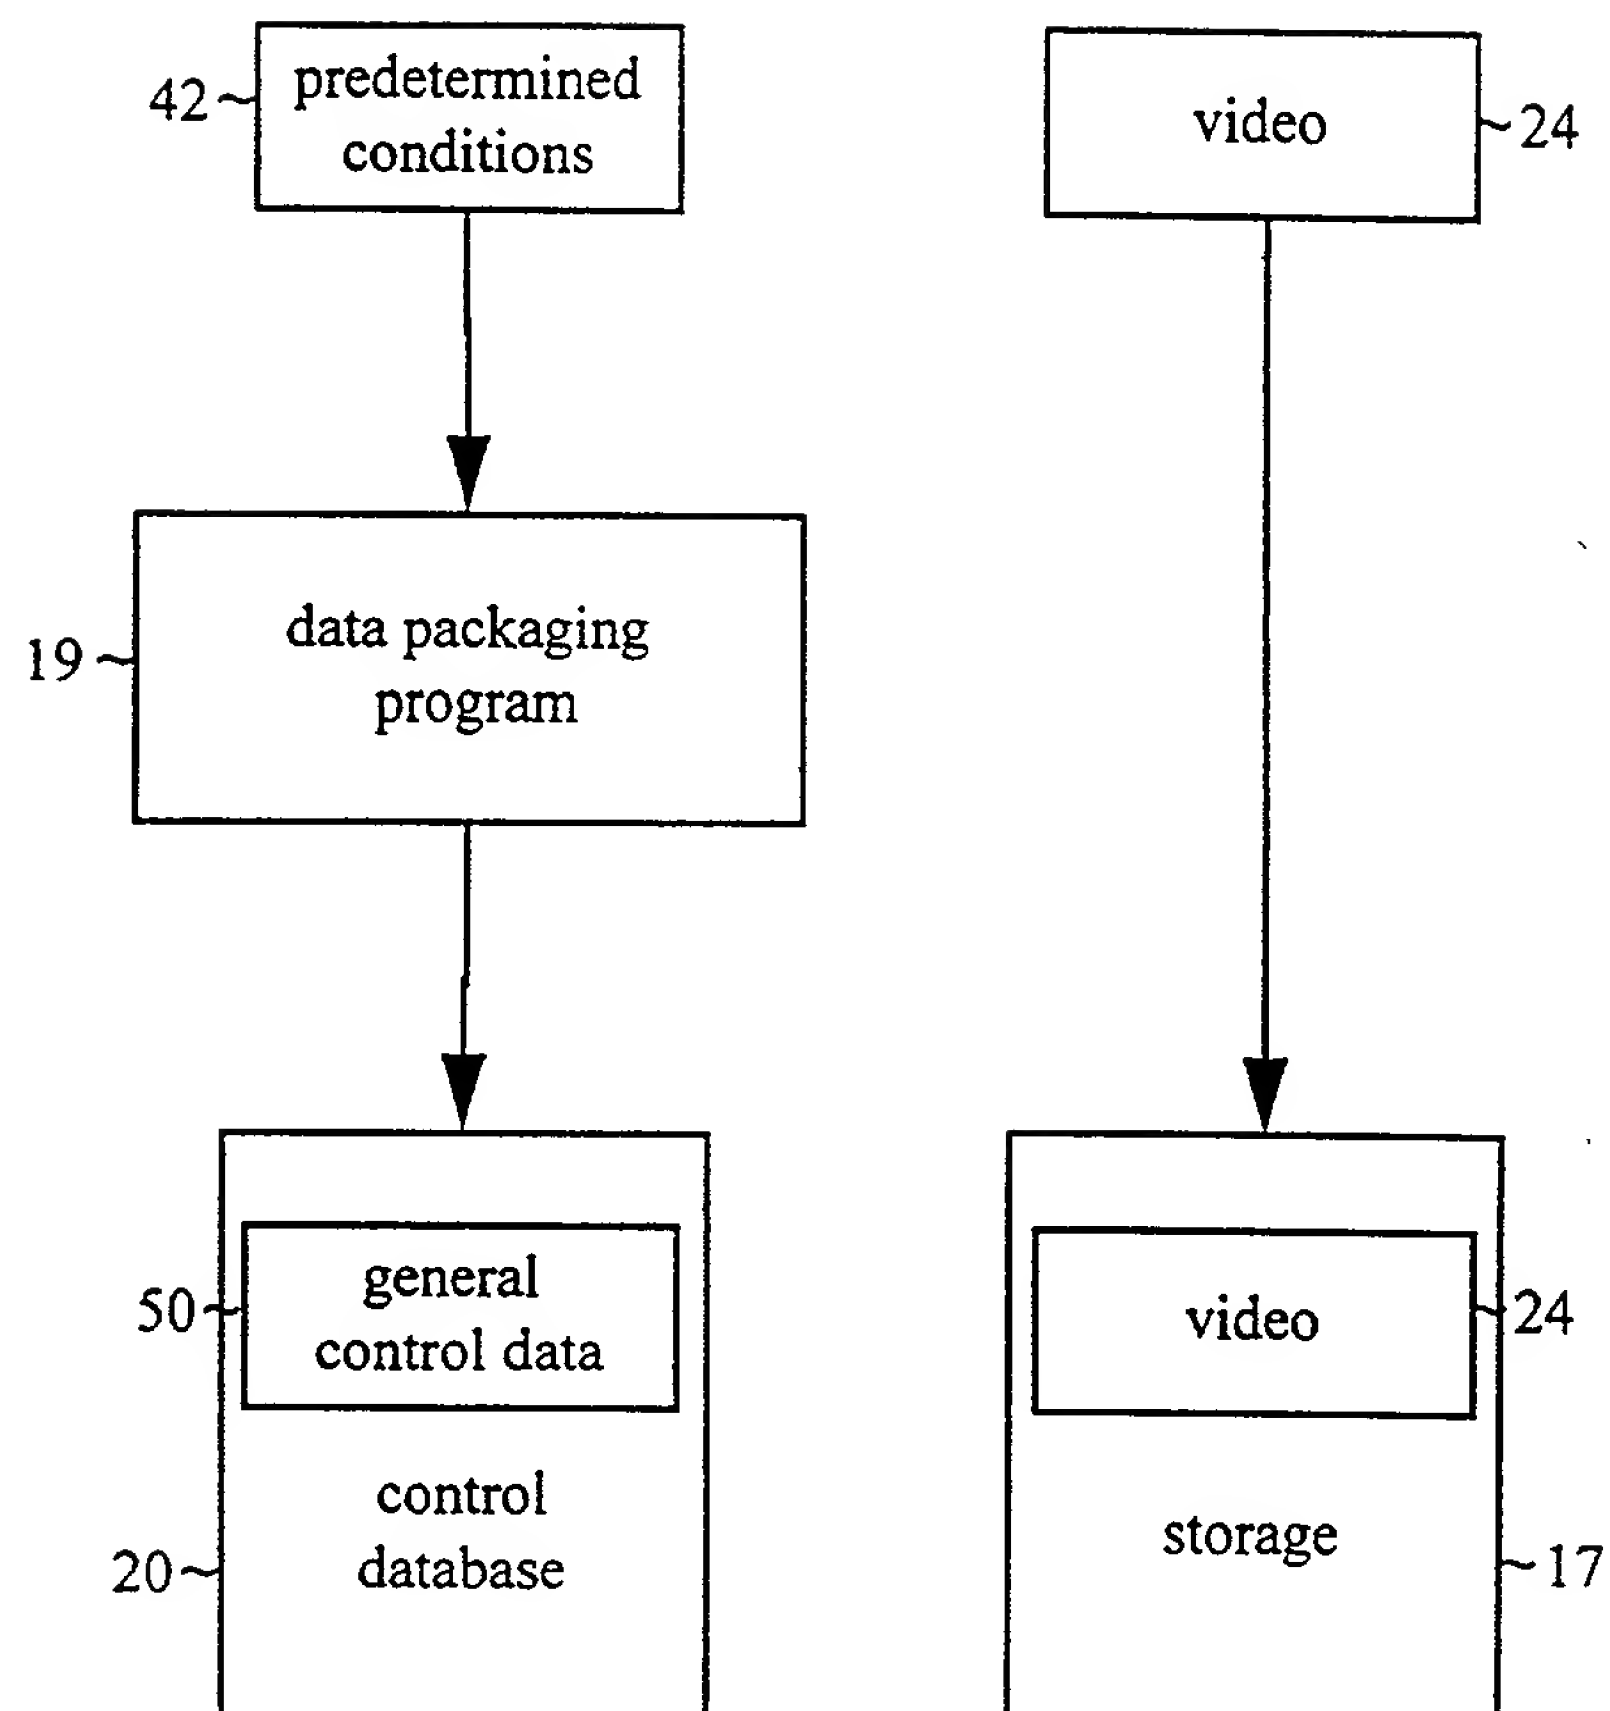 42
predetermined
conditions
video
24
19
data packaging
program
50
general
control data
video
24
control
database
20
storage
17